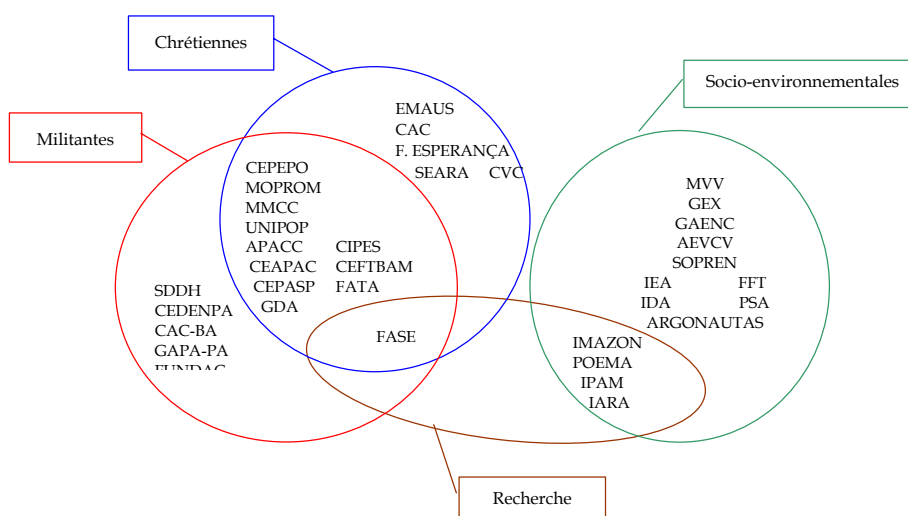 Chrétiennes
Socio-environnementales
Militantes
EMAUS
CAC
F. ESPERANÇA
SEARA CVC
CEPEPO
MOPROM
MMCC
UNIPOP
APACC CIPES
CEAPAC CEFTBAM
CEPASP FATA
GDA
SDDH
CEDENPA
CAC-BA
GAPA-PA
FASE
MVV
GEX
GAENC
AEVCV
SOPREN
IEA FFT
IDA PSA
ARGONAUTAS
IMAZON
POEMA
IPAM
IARA
Recherche